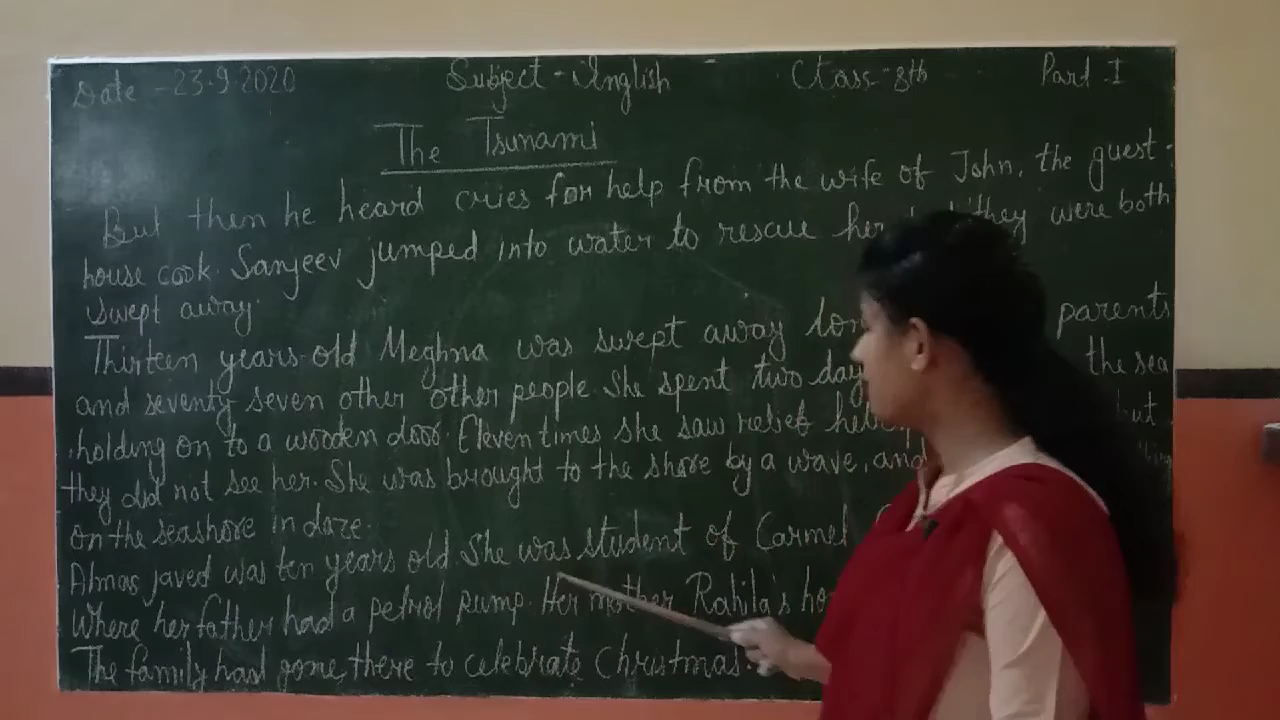 Date - 23.9.2020 Subject - English Class - 8th Part - I
The Tsunami
But then he heard cries for help from the wife of John, the guest-
house cook. Sanjeev jumped into water to rescue her they were both
swept away.
Thirteen years old Meghna was swept away parents
and seventy seven other other people. She spent two day the sea
holding on to a wooden door. Eleven times she saw relief but
they did not see her. She was brought to the shore by a wave, and
on the seashore in daze.
Almas javed was ten years old. She was student of Carmel
Where her father had a petrol pump. Her mother Rahila's
The family had gone there to celebrate Christmas.